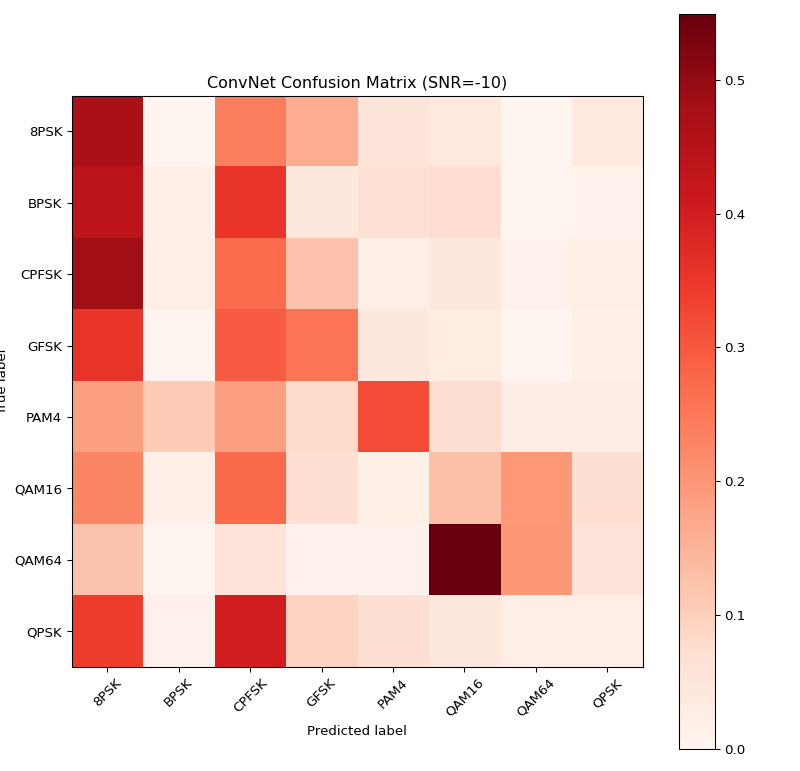 ConvNet Confusion Matrix (SNR=-10)
8PSK
BPSK
CPFSK
GFSK
PAM4
QAM16
QAM64
QPSK
8PSK BPSK CPFSK GFSK PAM4 QAM16 QAM64 QPSK
Predicted label
0.5
0.4
0.3
0.2
0.1
0.0
label